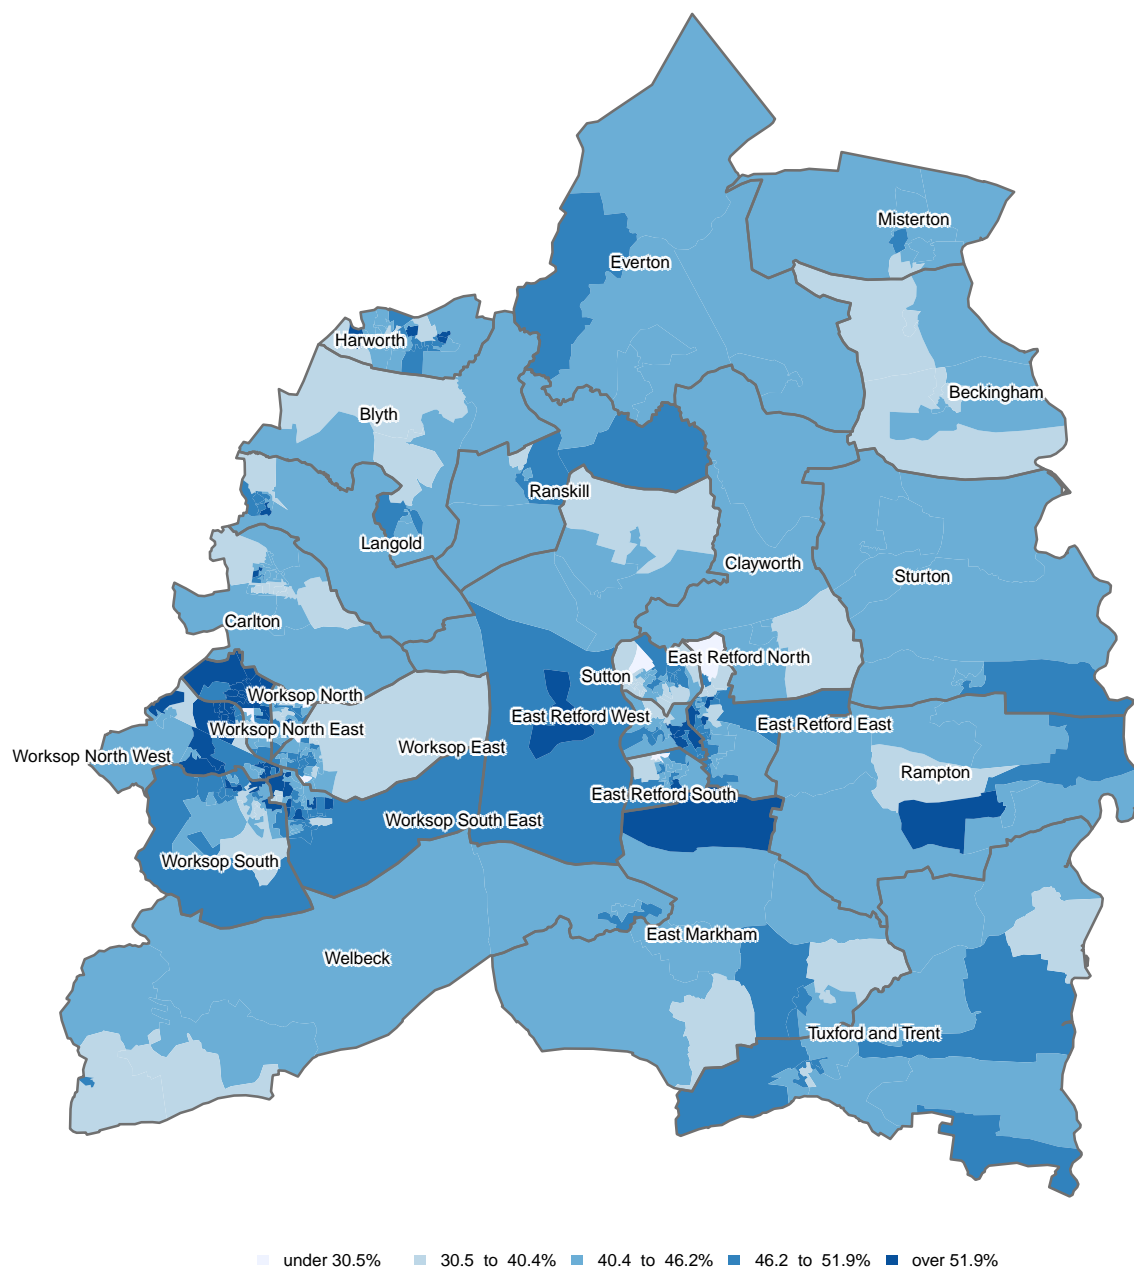 Misterton
Everton
Harworth
Beckingham
Blyth
Ranskill
Langold
Clayworth
Sturton
Carlton
East Retford North
Sutton
Worksop North
East Retford West
East Retford East
Worksop North East
Worksop East
Worksop North West
Rampton
East Retford South
Worksop South East
Worksop South
East Markham
Welbeck
Tuxford and Trent
under 30.5% 30.5 to 40.4% 40.4 to 46.2% 46.2 to 51.9% over 51.9%